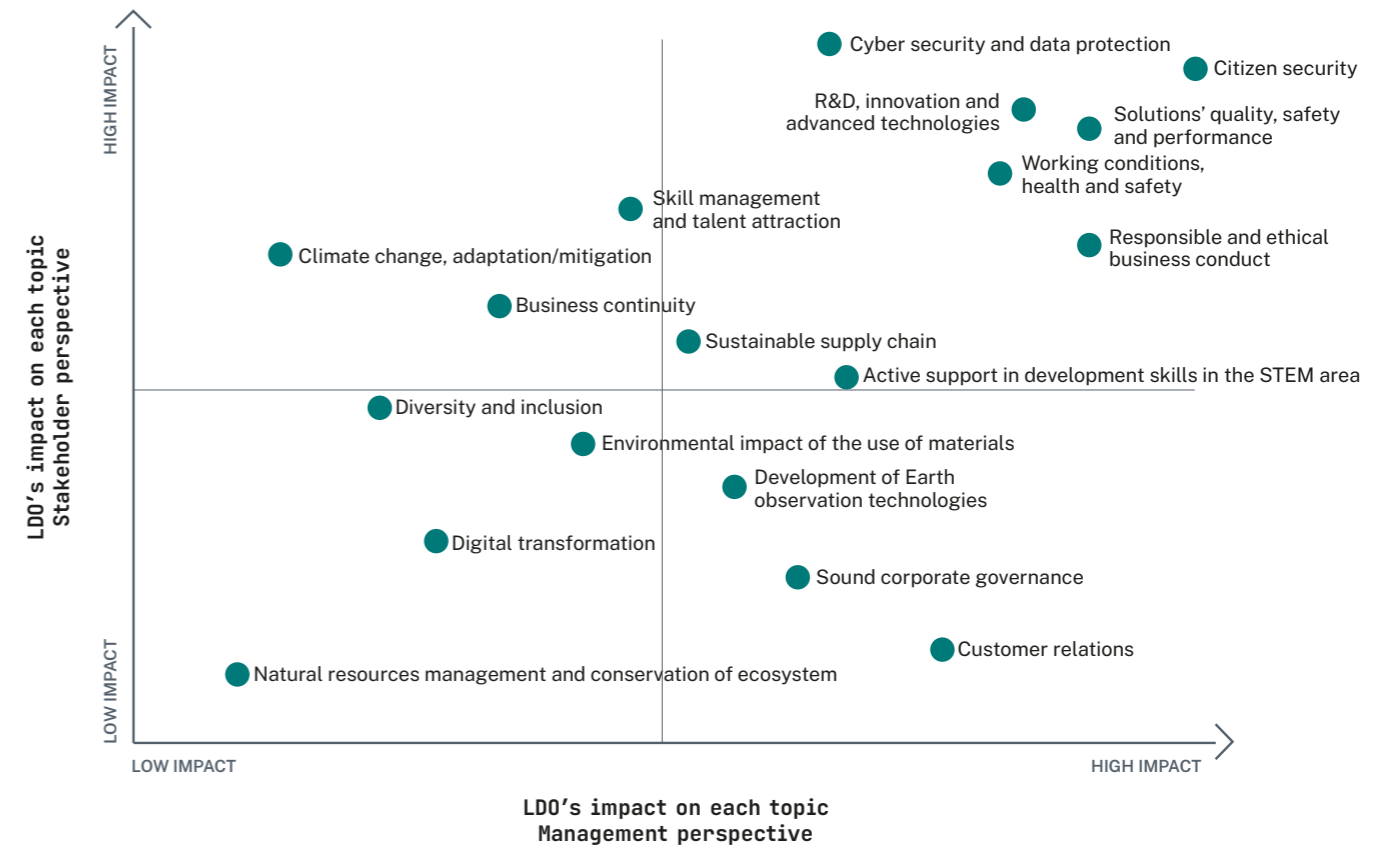 HIGH IMPACT
Cyber security and data protection
Citizen security
R&D, innovation and
advanced technologies
Solutions’ quality, safety
and performance
Working conditions,
health and safety
Skill management
and talent attraction
Responsible and ethical
business conduct
Climate change, adaptation/mitigation
Business continuity
Sustainable supply chain
Active support in development skills in the STEM area
LDO’s impact on each topic
Stakeholder perspective
Diversity and inclusion
Environmental impact of the use of materials
Development of Earth
observation technologies
Digital transformation
Sound corporate governance
Customer relations
Natural resources management and conservation of ecosystem
LOW IMPACT
LOW IMPACT
HIGH IMPACT
LDO’s impact on each topic
Management perspective